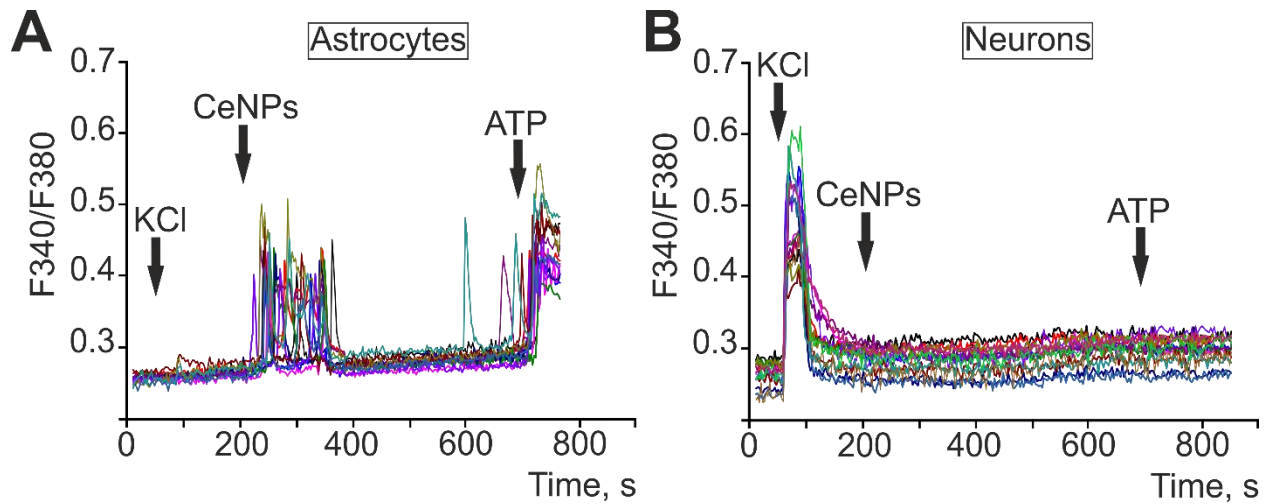 A
Astrocytes
F340/F380
0.7
0.6
0.5
0.4
0.3
KCl
CeNPs
ATP
0 200 400 600 800
Time, s
B
Neurons
F340/F380
0.7
0.6
0.5
0.4
0.3
KCl
CeNPs
ATP
0 200 400 600 800
Time, s